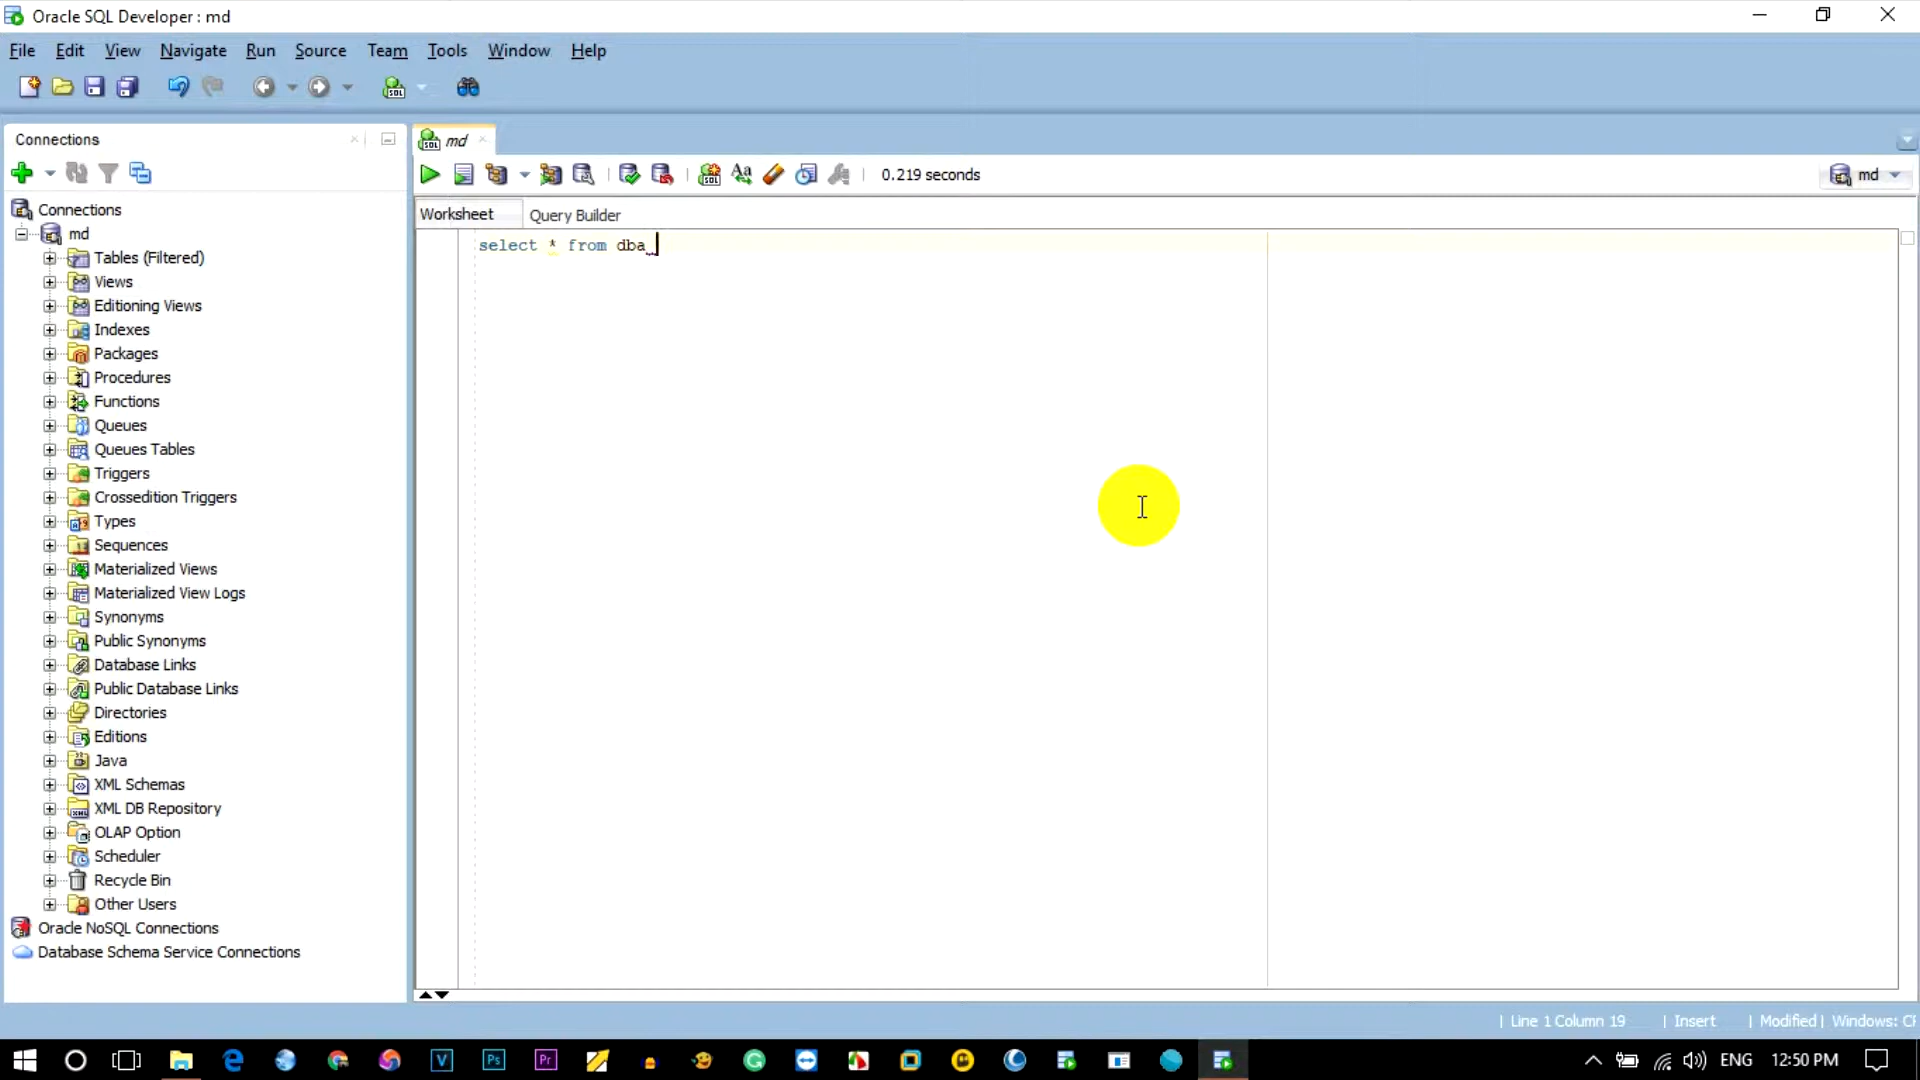 Oracle SQL Developer : md
File Edit View Navigate Run Source Team Tools Window Help
Connections
md
0.219 seconds
md
Worksheet
Query Builder
select * from dba_
Connections
md
Tables (Filtered)
Views
Editioning Views
Indexes
Packages
Procedures
Functions
Queues
Queues Tables
Triggers
Crossedition Triggers
Types
Sequences
Materialized Views
Materialized View Logs
Synonyms
Public Synonyms
Database Links
Public Database Links
Directories
Editions
Java
XML Schemas
XML DB Repository
OLAP Option
Scheduler
Recycle Bin
Other Users
Oracle NoSQL Connections
Database Schema Service Connections
| Line 1 Column 19 | Insert | Modified | Windows: CF
ENG 12:50 PM